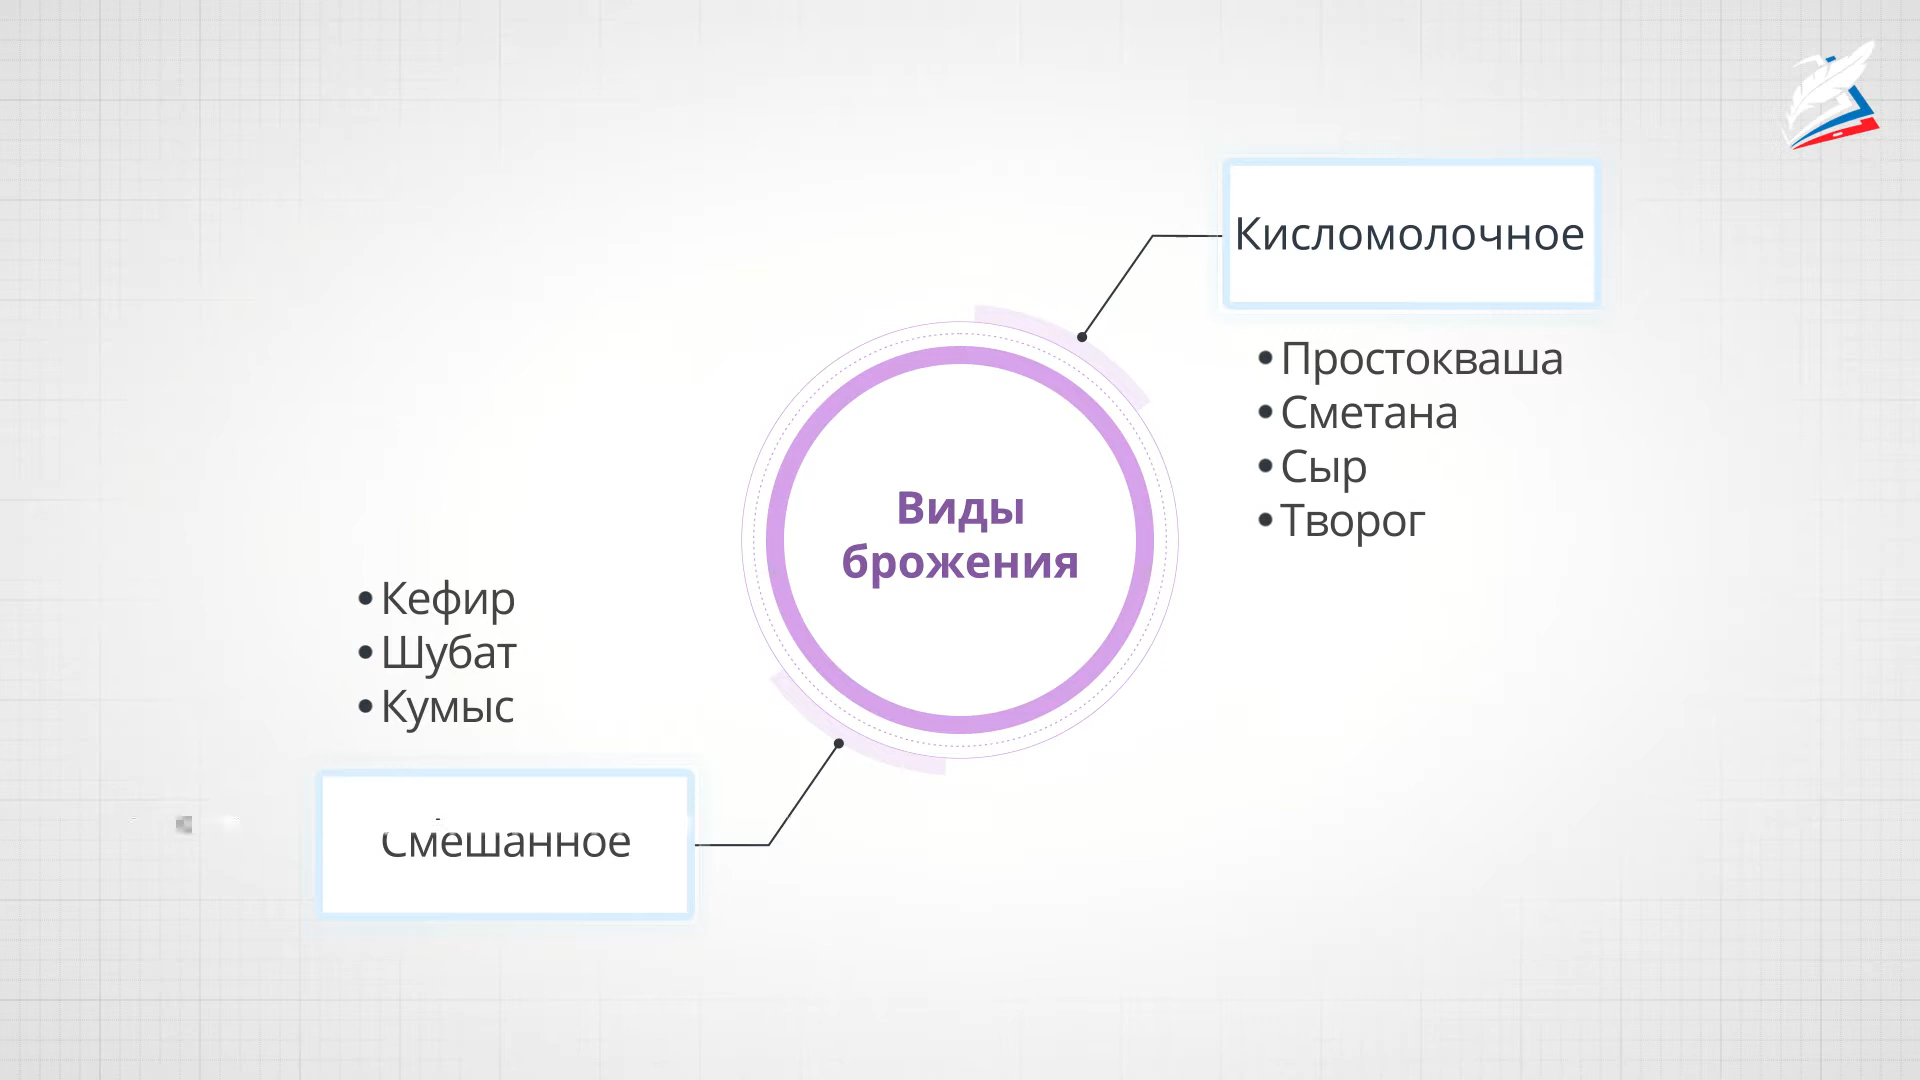 Кисломолочное
• Простокваша
• Сметана
• Сыр
• Творог
Виды
брожения
• Кефир
• Шубат
• Кумыс
Смешанное